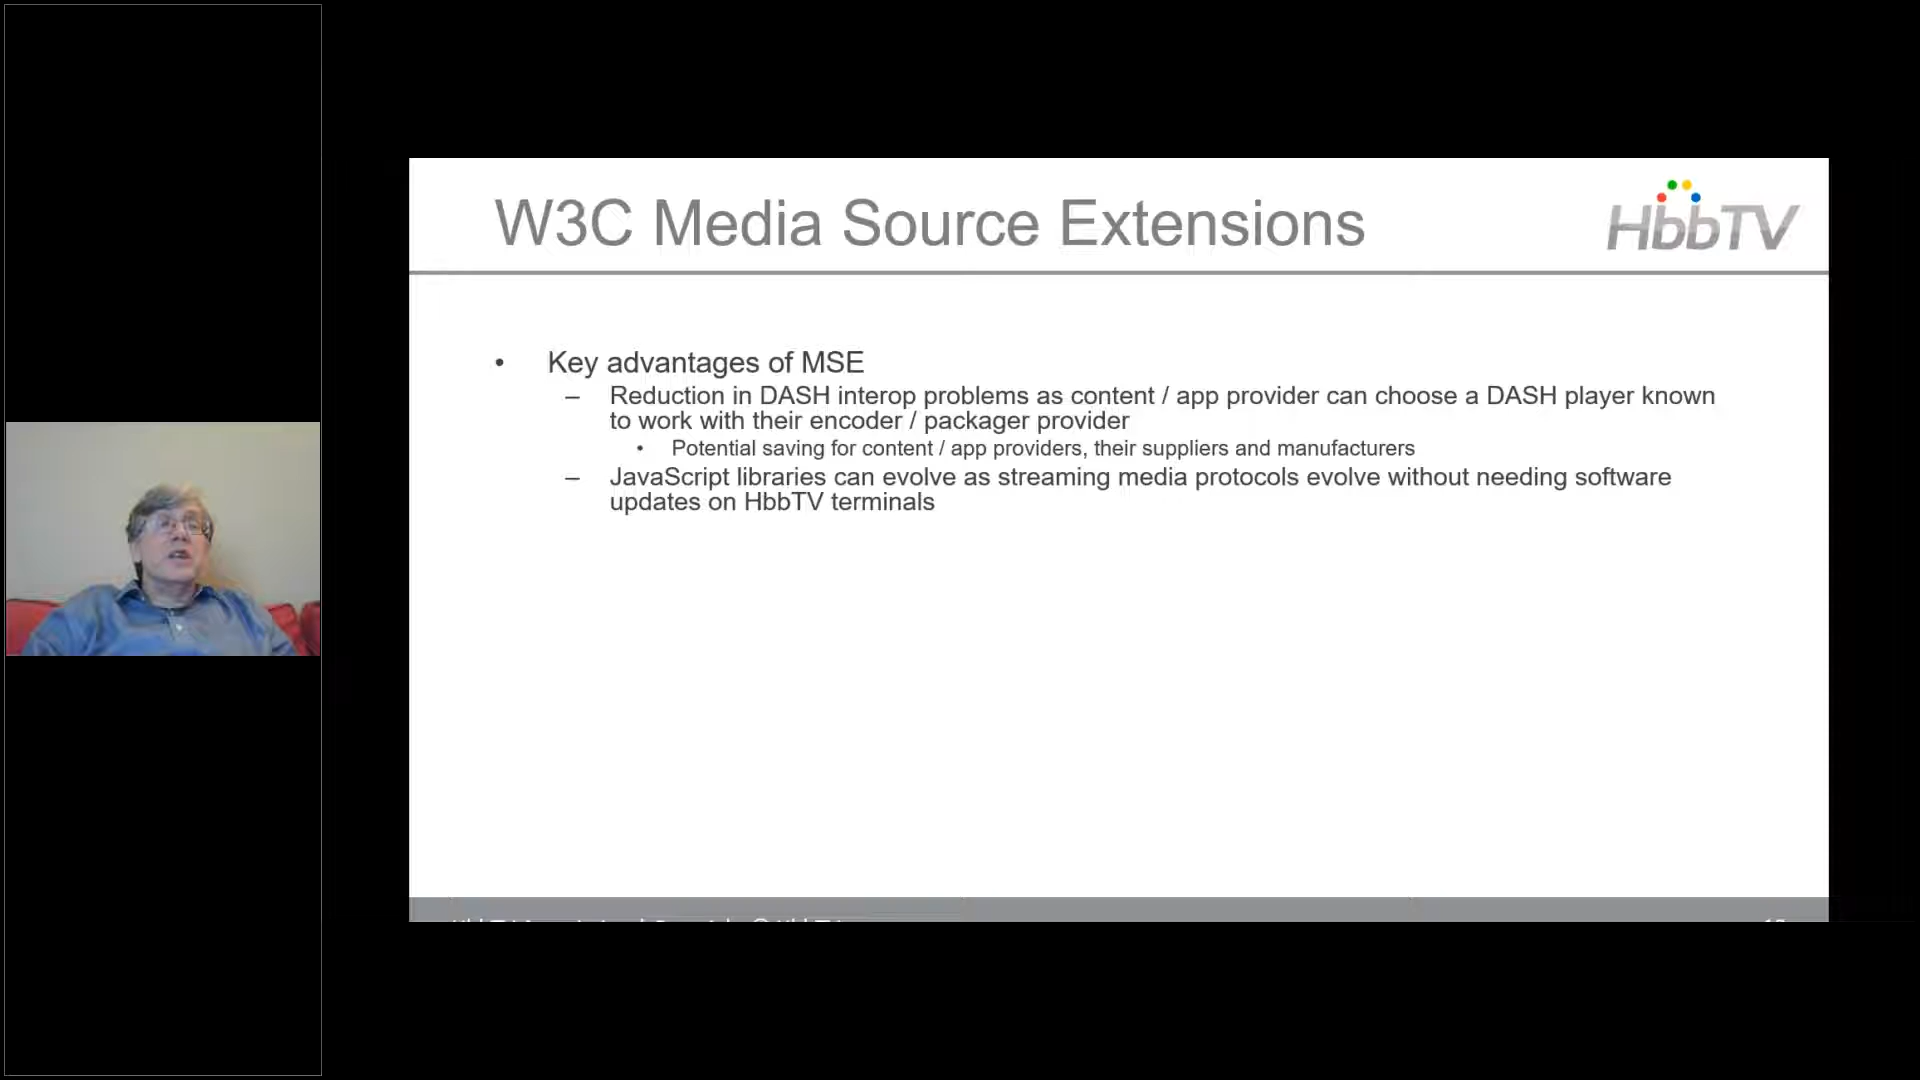 W3C Media Source Extensions
HbbTV
• Key advantages of MSE
– Reduction in DASH interop problems as content / app provider can choose a DASH player known
to work with their encoder / packager provider
• Potential saving for content / app providers, their suppliers and manufacturers
– JavaScript libraries can evolve as streaming media protocols evolve without needing software
updates on HbbTV terminals